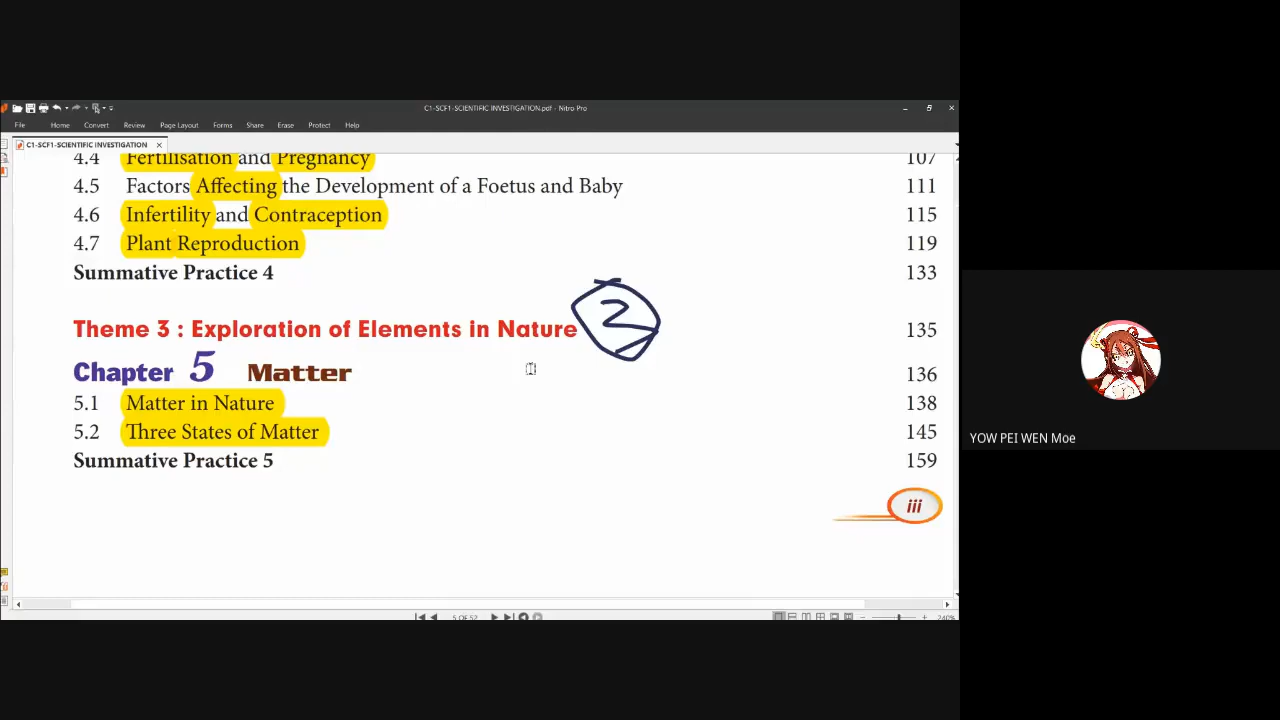 C1-SCF1-SCIENTIFIC INVESTIGATION.pdf - Nitro Pro
File Home Convert Review Page Layout Forms Share Erase Protect Help
C1-SCF1-SCIENTIFIC INVESTIGATION
4.4 Fertilisation and Pregnancy 107
4.5 Factors Affecting the Development of a Foetus and Baby 111
4.6 Infertility and Contraception 115
4.7 Plant Reproduction 119
Summative Practice 4 133
2
Theme 3 : Exploration of Elements in Nature 135
Chapter 5 Matter 136
5.1 Matter in Nature 138
5.2 Three States of Matter 145
Summative Practice 5 159
iii
5 OF 52
240%
YOW PEI WEN Moe